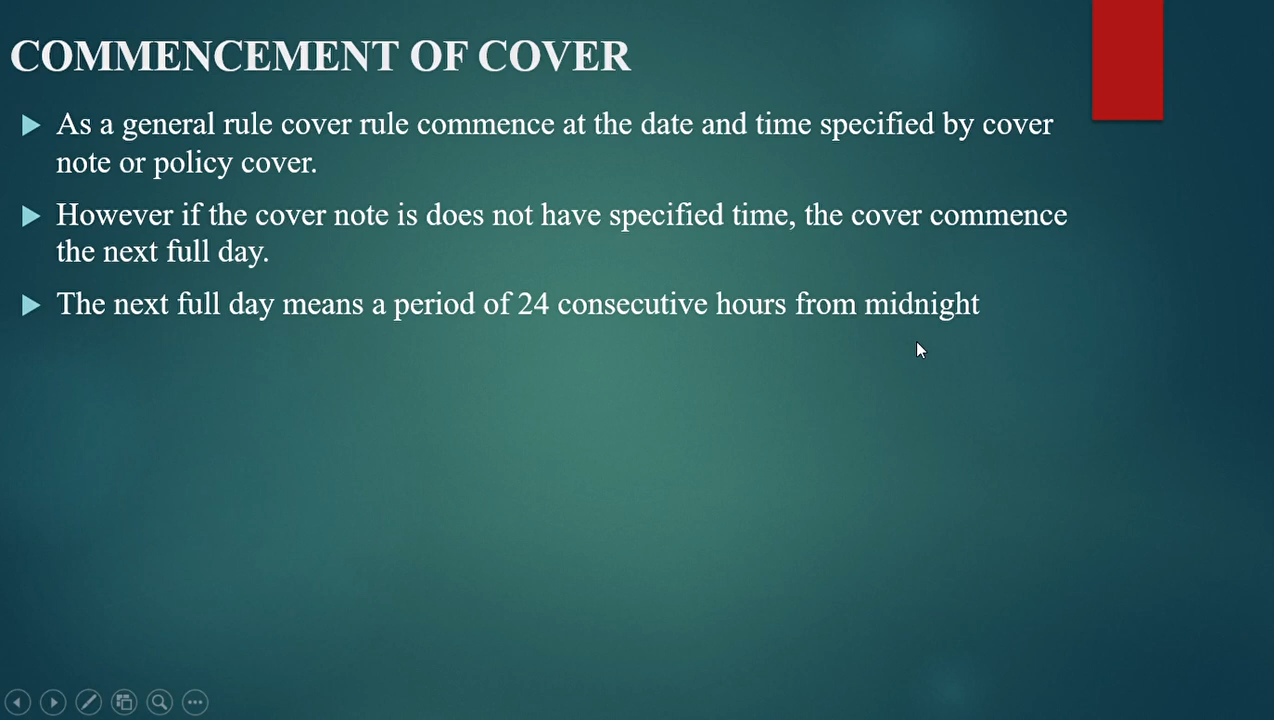 COMMENCEMENT OF COVER
As a general rule cover rule commence at the date and time specified by cover
note or policy cover.
However if the cover note is does not have specified time, the cover commence
the next full day.
The next full day means a period of 24 consecutive hours from midnight